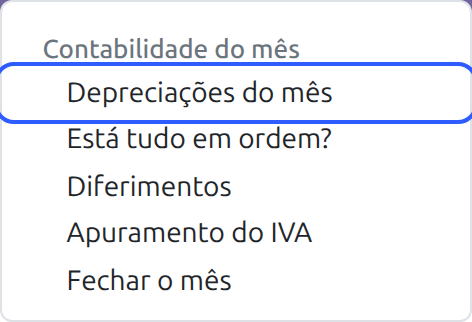 Contabilidade do mês
Depreciações do mês
Está tudo em ordem?
Diferimentos
Apuramento do IVA
Fechar o mês